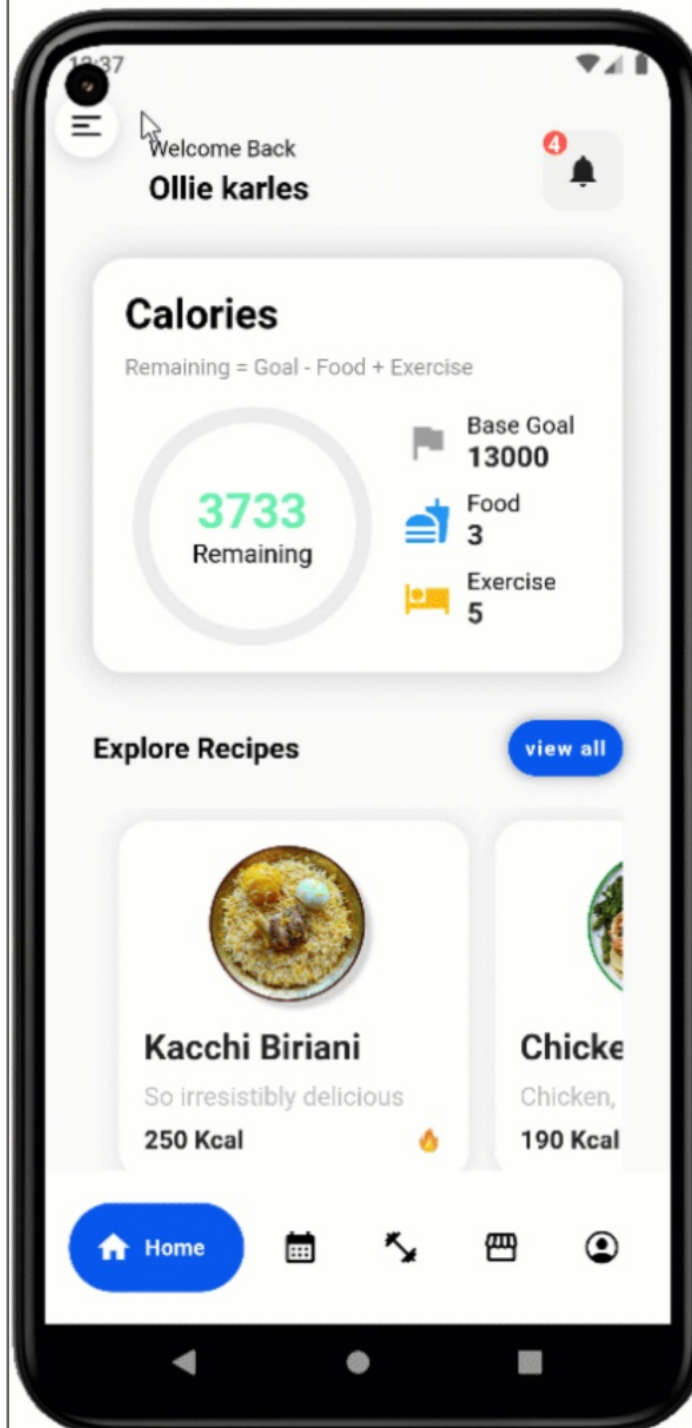 Welcome Back
Ollie karles
4
Calories
Remaining = Goal - Food + Exercise
3733
Remaining
Base Goal
13000
Food
3
Exercise
5
Explore Recipes
view all
Kacchi Biriani
So irresistibly delicious
250 Kcal
Chicke
Chicken,
190 Kcal
Home